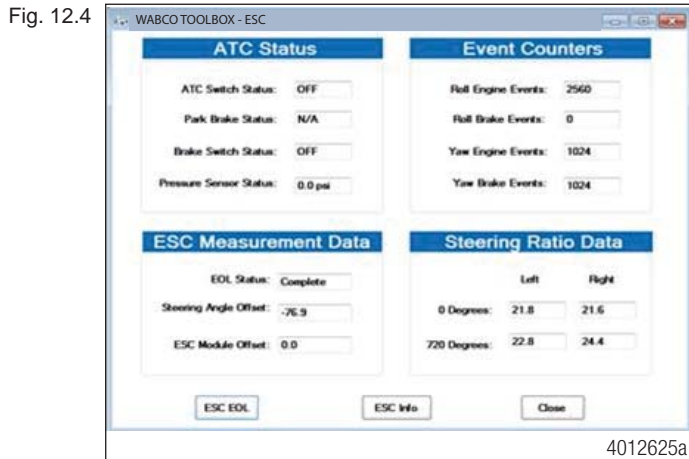 Fig. 12.4
WABCO TOOLBOX - ESC
ATC Status
ATC Switch Status: OFF
Park Brake Status: N/A
Brake Switch Status: OFF
Pressure Sensor Status: 0.0 psi
Event Counters
Roll Engine Events: 2560
Roll Brake Events: 0
Yaw Engine Events: 1024
Yaw Brake Events: 1024
ESC Measurement Data
EOL Status: Complete
Steering Angle Offset: -76.9
ESC Module Offset: 0.0
Steering Ratio Data
Left Right
0 Degrees: 21.8 21.6
720 Degrees: 22.8 24.4
ESC EOL ESC Info Close
4012625a